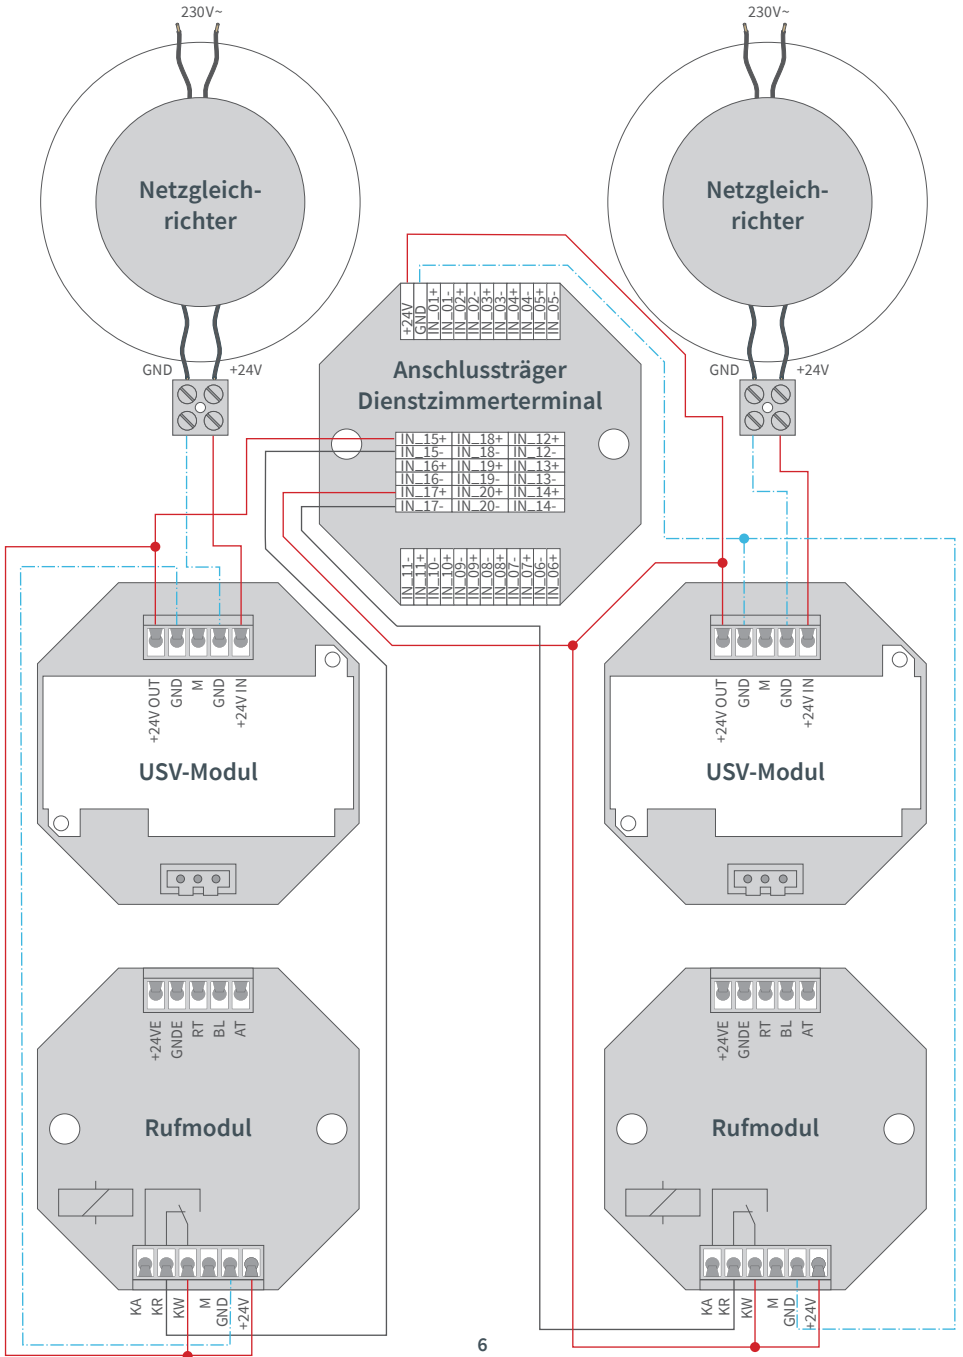 230V~
230V~
Netzgleich-
richter
Netzgleich-
richter
GND
+24V
GND
+24V
+24V
GND
IN_01+
IN_01-
IN_02+
IN_02-
IN_03+
IN_03-
IN_04+
IN_04-
IN_05+
IN_05-
Anschlussträger
Dienstzimmerterminal
IN_15+ IN_18+ IN_12+
IN_15- IN_18- IN_12-
IN_16+ IN_19+ IN_13+
IN_16- IN_19- IN_13-
IN_17+ IN_20+ IN_14+
IN_17- IN_20- IN_14-
IN_11-
IN_11+
IN_10-
IN_10+
IN_09-
IN_09+
IN_08-
IN_08+
IN_07-
IN_07+
IN_06-
IN_06+
+24V OUT
GND
M
GND
+24V IN
USV-Modul
+24V OUT
GND
M
GND
+24V IN
USV-Modul
+24VE
GNDE
RT
BL
AT
Rufmodul
KA
KR
KW
M
GND
+24V
+24VE
GNDE
RT
BL
AT
Rufmodul
KA
KR
KW
M
GND
+24V
6